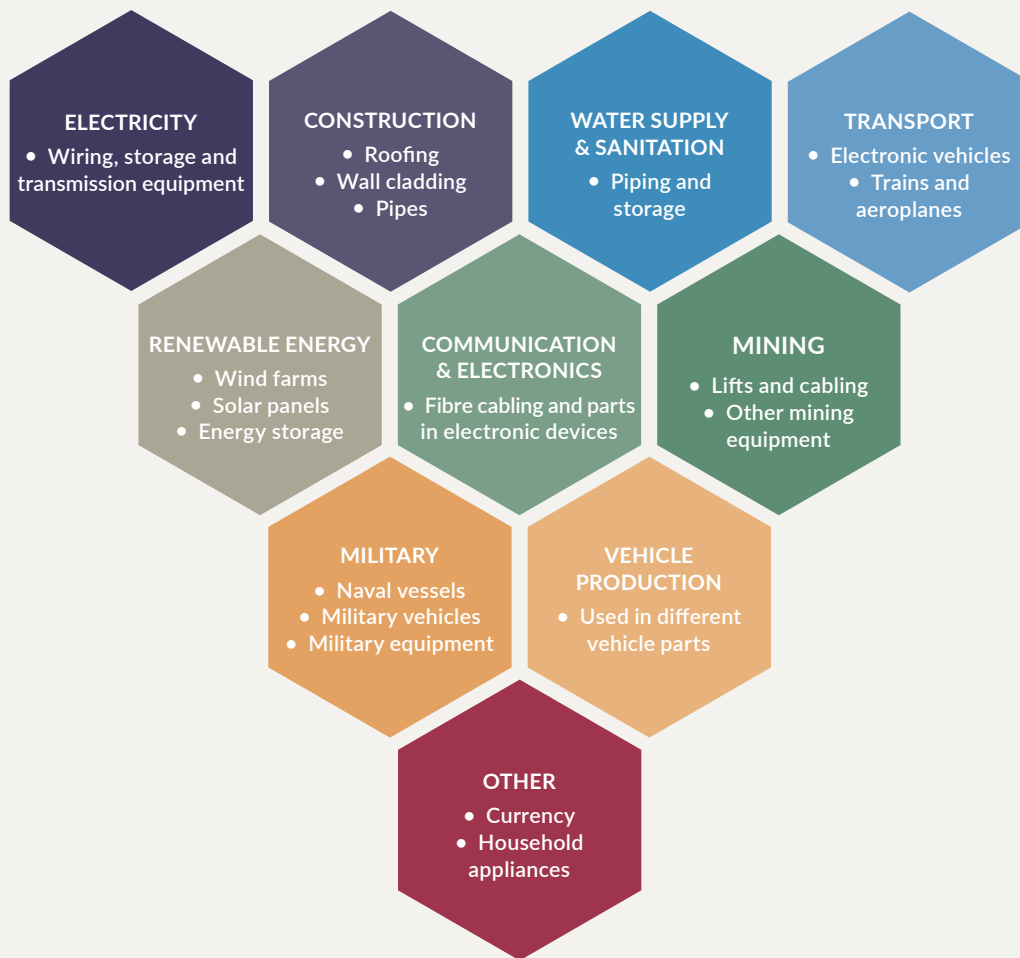 ELECTRICITY
• Wiring, storage and
transmission equipment
CONSTRUCTION
• Roofing
• Wall cladding
• Pipes
WATER SUPPLY
& SANITATION
• Piping and
storage
TRANSPORT
• Electronic vehicles
• Trains and
aeroplanes
RENEWABLE ENERGY
• Wind farms
• Solar panels
• Energy storage
COMMUNICATION
& ELECTRONICS
• Fibre cabling and parts
in electronic devices
MINING
• Lifts and cabling
• Other mining
equipment
MILITARY
• Naval vessels
• Military vehicles
• Military equipment
VEHICLE
PRODUCTION
• Used in different
vehicle parts
OTHER
• Currency
• Household
appliances